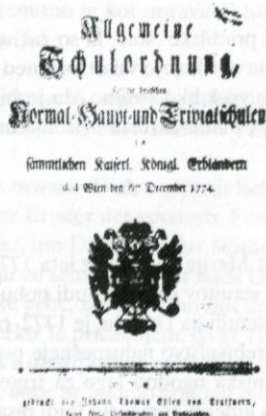 Allgemeine
Schulordnung,
für die deutschen
Normal-Haupt-und Trivialschulen
in
sämmtlichen Kaiserl. Königl. Erbländern
d. d. Wien den 6ten December 1774.
gedruckt bey Johann Thomas Edlen von Trattnern,